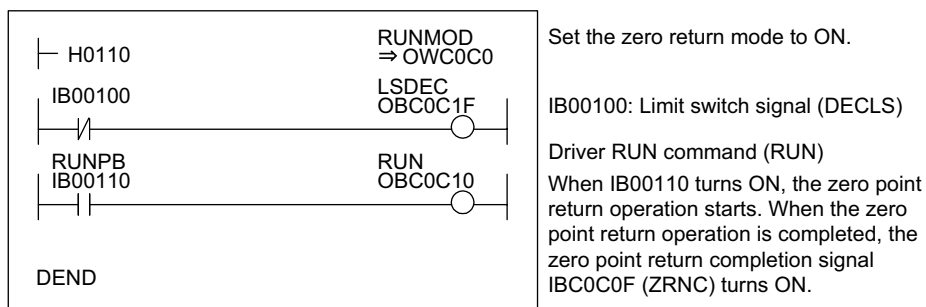 H0110
RUNMOD
⇒ OWC0C0
Set the zero return mode to ON.
IB00100
LSDEC
OBC0C1F
IB00100: Limit switch signal (DECLS)
RUNPB
IB00110
RUN
OBC0C10
Driver RUN command (RUN)
When IB00110 turns ON, the zero point
return operation starts. When the zero
point return operation is completed, the
zero point return completion signal
IBC0C0F (ZRNC) turns ON.
DEND